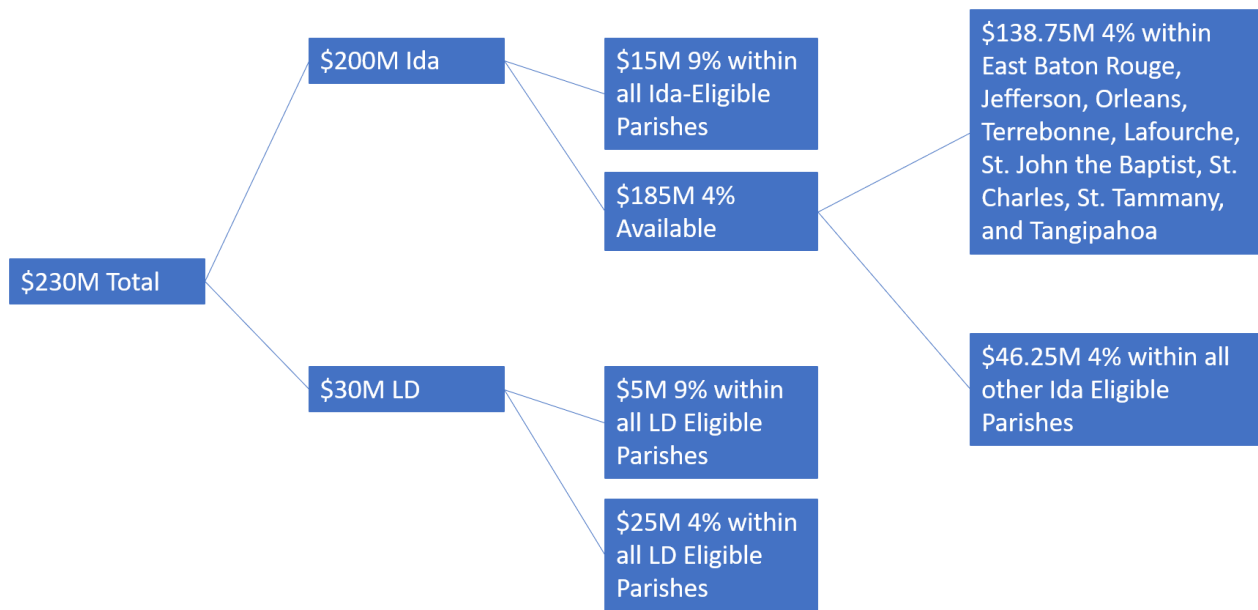 $230M Total
$200M Ida
$30M LD
$15M 9% within
all Ida-Eligible
Parishes
$185M 4%
Available
$5M 9% within
all LD Eligible
Parishes
$25M 4% within
all LD Eligible
Parishes
$138.75M 4% within
East Baton Rouge,
Jefferson, Orleans,
Terrebonne, Lafourche,
St. John the Baptist, St.
Charles, St. Tammany,
and Tangipahoa
$46.25M 4% within all
other Ida Eligible
Parishes